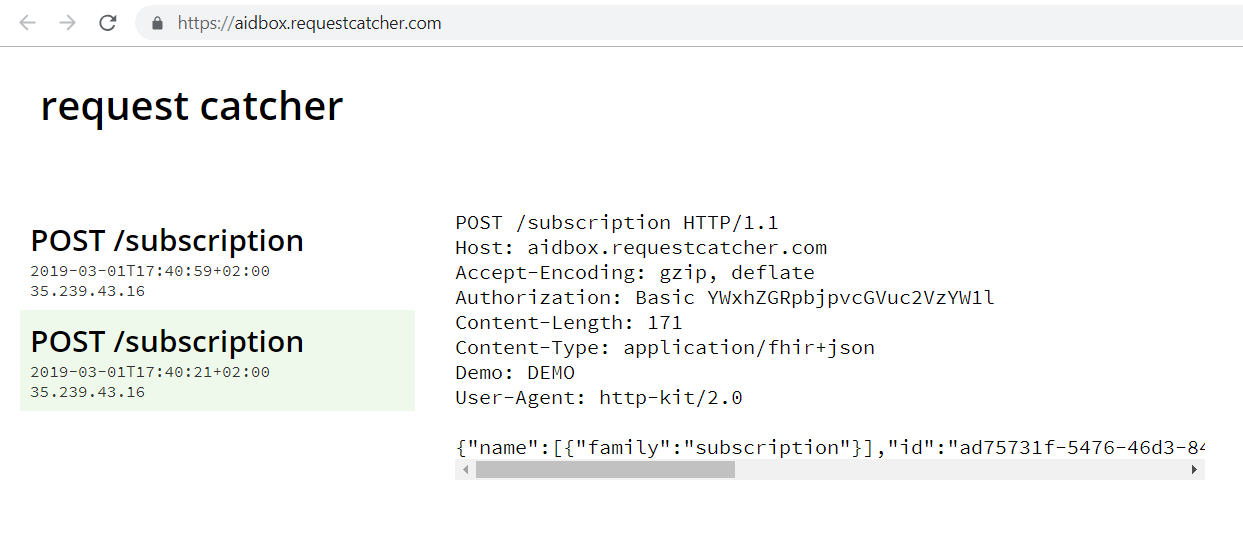 https://aidbox.requestcatcher.com
request catcher
POST /subscription
2019-03-01T17:40:59+02:00
35.239.43.16
POST /subscription
2019-03-01T17:40:21+02:00
35.239.43.16
POST /subscription HTTP/1.1
Host: aidbox.requestcatcher.com
Accept-Encoding: gzip, deflate
Authorization: Basic YWxhZGRpbjpvcGVuc2VzYW1l
Content-Length: 171
Content-Type: application/fhir+json
Demo: DEMO
User-Agent: http-kit/2.0
{"name":[{"family":"subscription"}],"id":"ad75731f-5476-46d3-84